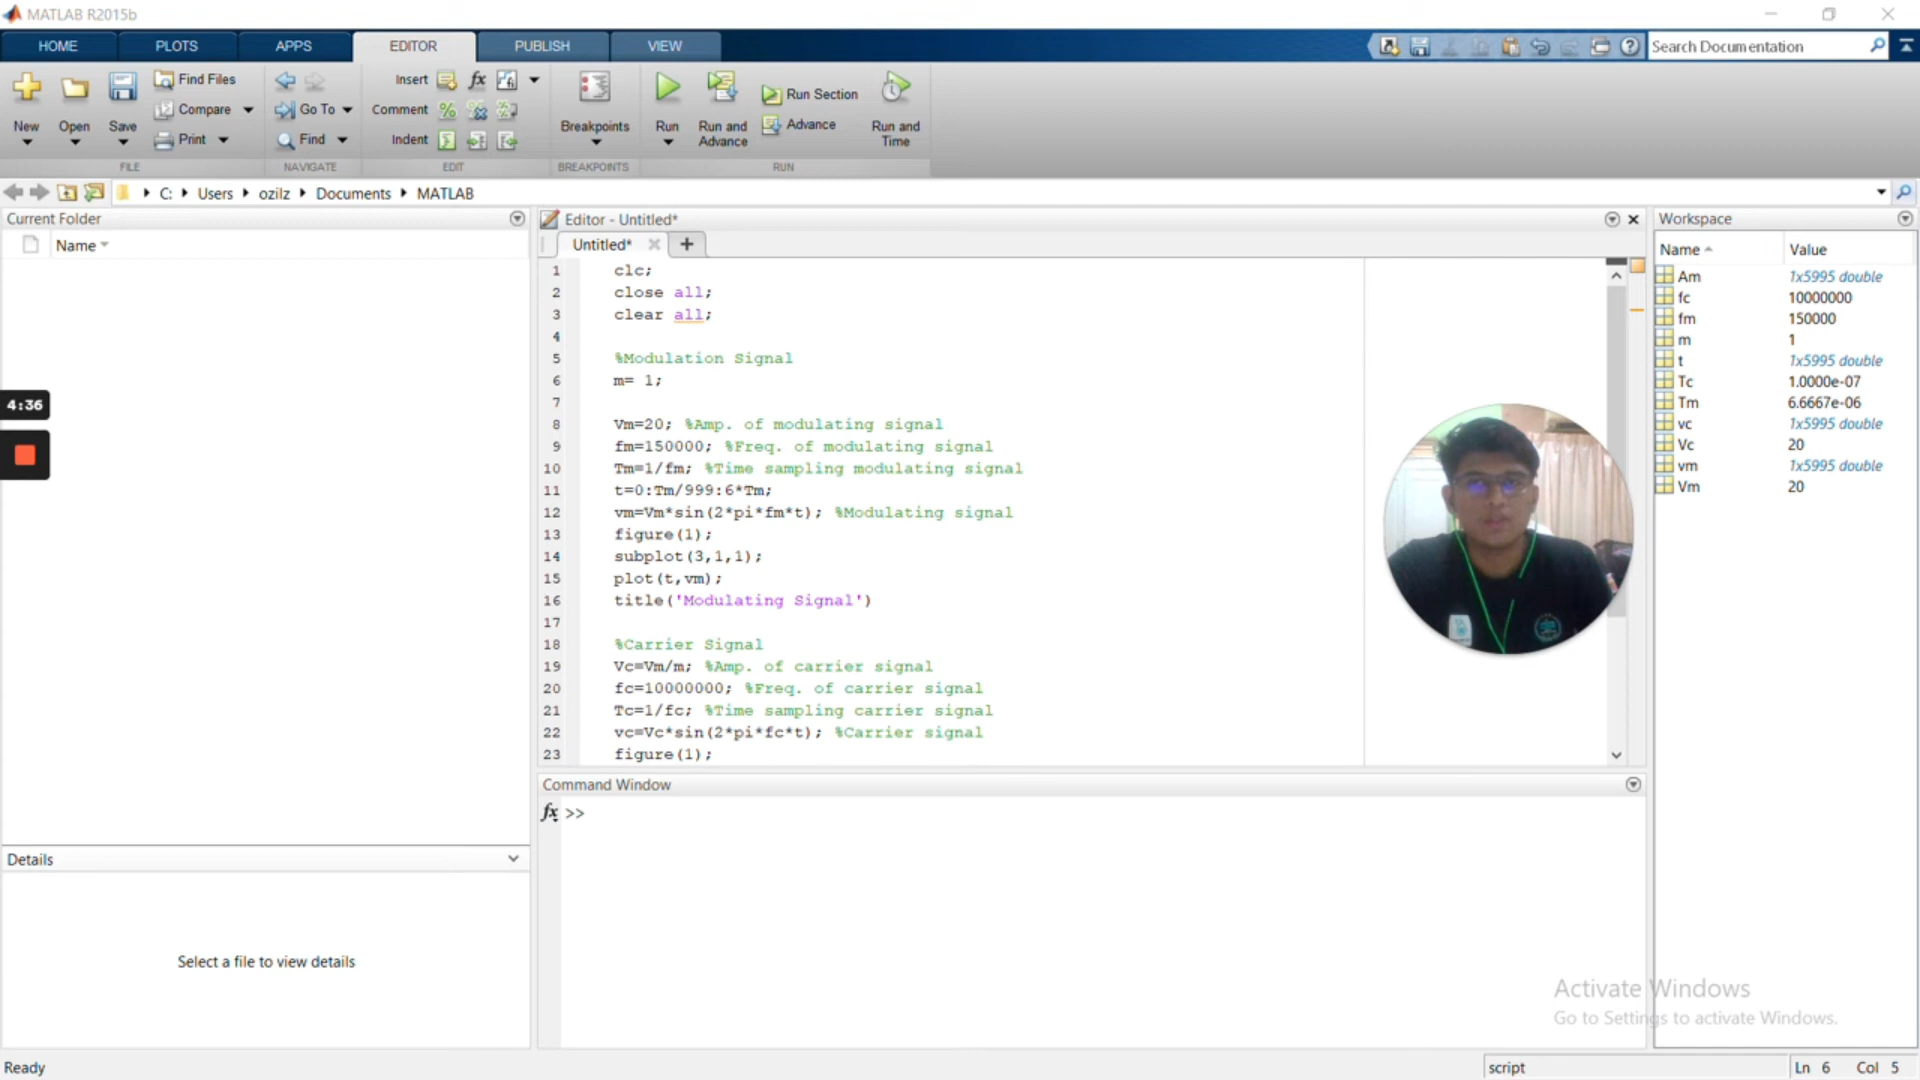 MATLAB R2015b
HOME PLOTS APPS EDITOR PUBLISH VIEW
Search Documentation
New Open Save
Find Files
Compare
Print
Go To
Find
Insert
Comment
Indent
Breakpoints
Run
Run and Advance
Run Section
Advance
Run and Time
FILE NAVIGATE EDIT BREAKPOINTS RUN
C: Users ozilz Documents MATLAB
Current Folder
Name
4:36
Editor - Untitled*
Untitled*
1 clc;
2 close all;
3 clear all;
4
5 %Modulation Signal
6 m= 1;
7
8 Vm=20; %Amp. of modulating signal
9 fm=150000; %Freq. of modulating signal
10 Tm=1/fm; %Time sampling modulating signal
11 t=0:Tm/999:6*Tm;
12 vm=Vm*sin(2*pi*fm*t); %Modulating signal
13 figure(1);
14 subplot(3,1,1);
15 plot(t,vm);
16 title('Modulating Signal')
17
18 %Carrier Signal
19 Vc=Vm/m; %Amp. of carrier signal
20 fc=10000000; %Freq. of carrier signal
21 Tc=1/fc; %Time sampling carrier signal
22 vc=Vc*sin(2*pi*fc*t); %Carrier signal
23 figure(1);
Command Window
fx >>
Workspace
Name Value
Am 1x5995 double
fc 10000000
fm 150000
m 1
t 1x5995 double
Tc 1.0000e-07
Tm 6.6667e-06
vc 1x5995 double
Vc 20
vm 1x5995 double
Vm 20
Details
Select a file to view details
Activate Windows
Go to Settings to activate Windows.
Ready
script
Ln 6 Col 5